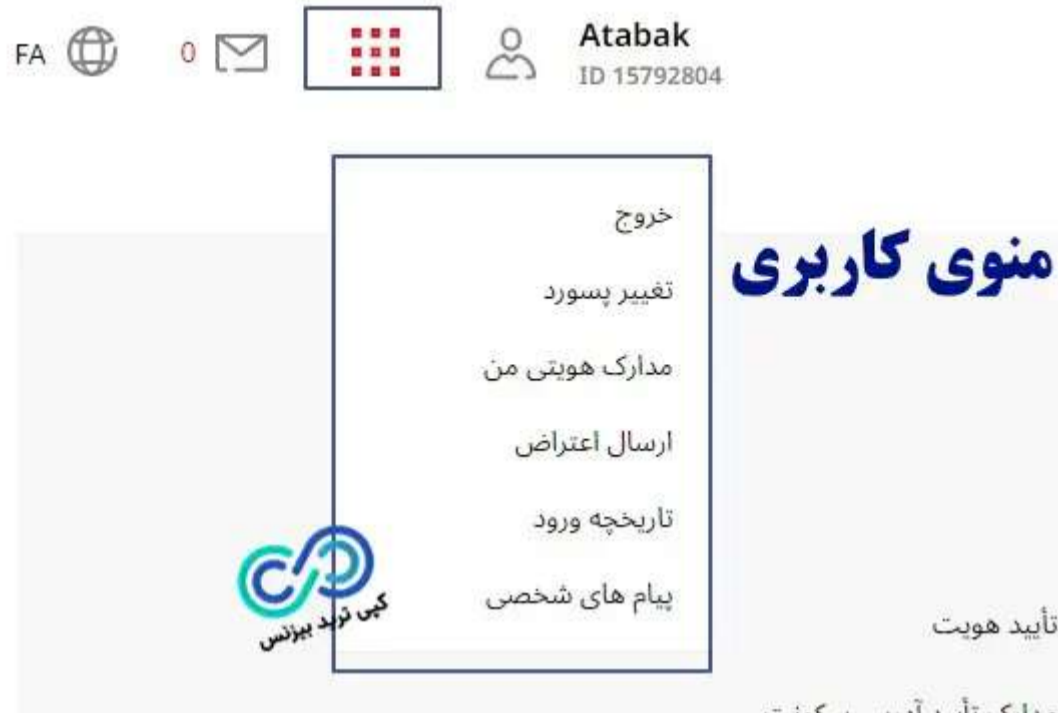 FA
0
Atabak
ID 15792804
منوی کاربری
خروج
تغییر پسورد
مدارک هویتی من
ارسال اعتراض
تاریخچه ورود
پیام های شخصی
کپی ترید بیزنس
تأیید هویت